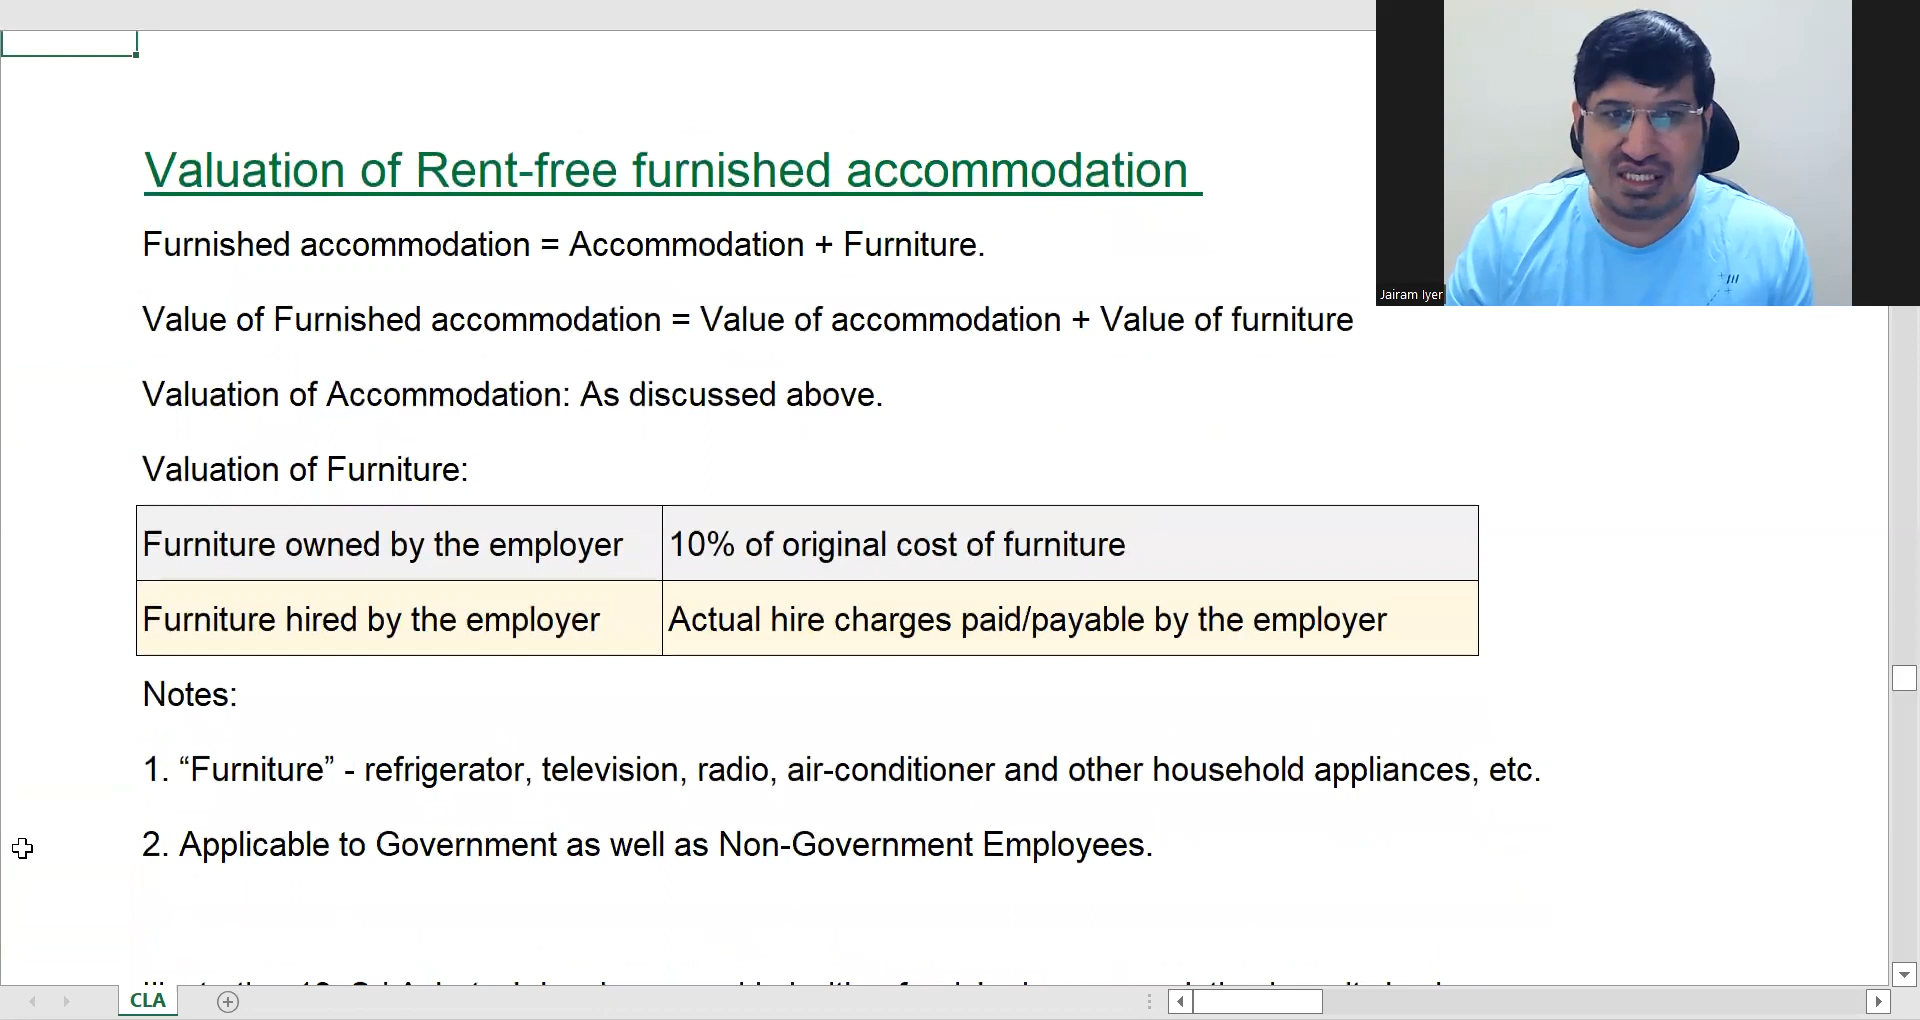 Valuation of Rent-free furnished accommodation
Furnished accommodation = Accommodation + Furniture.
Value of Furnished accommodation = Value of accommodation + Value of furniture
Valuation of Accommodation: As discussed above.
Valuation of Furniture:
Furniture owned by the employer 10% of original cost of furniture
Furniture hired by the employer Actual hire charges paid/payable by the employer
Notes:
1. “Furniture” - refrigerator, television, radio, air-conditioner and other household appliances, etc.
2. Applicable to Government as well as Non-Government Employees.
Jairam Iyer
CLA